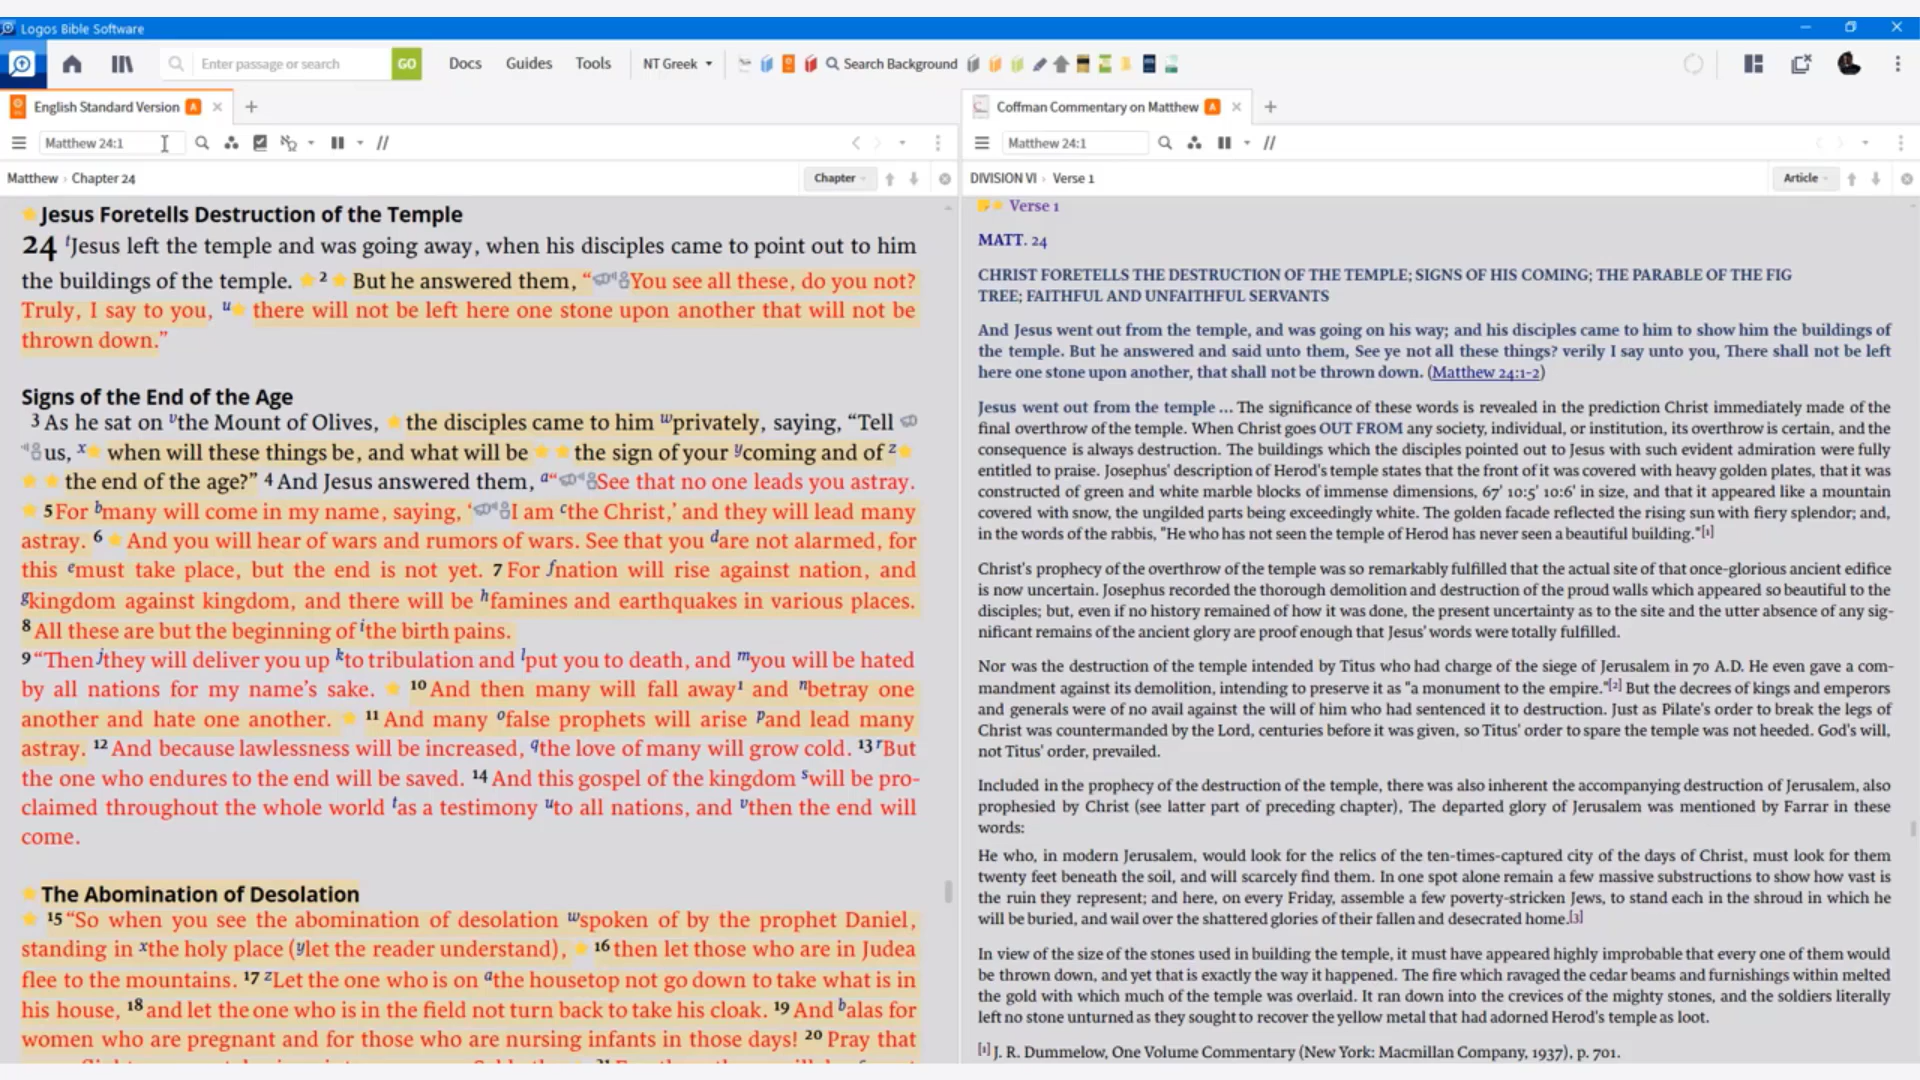 Logos Bible Software
Enter passage or search
GO
Docs
Guides
Tools
NT Greek
Search Background
English Standard Version A
Matthew 24:1
Matthew › Chapter 24
Chapter
Jesus Foretells Destruction of the Temple
24 tJesus left the temple and was going away, when his disciples came to point out to him
the buildings of the temple. 2 But he answered them, “You see all these, do you not?
Truly, I say to you, u there will not be left here one stone upon another that will not be
thrown down.”
Signs of the End of the Age
3 As he sat on vthe Mount of Olives, the disciples came to him wprivately, saying, “Tell
us, x when will these things be, and what will be the sign of your ycoming and of z
the end of the age?” 4 And Jesus answered them, a“See that no one leads you astray.
5 For bmany will come in my name, saying, ‘I am cthe Christ,’ and they will lead many
astray. 6 And you will hear of wars and rumors of wars. See that you dare not alarmed, for
this emust take place, but the end is not yet. 7 For fnation will rise against nation, and
gkingdom against kingdom, and there will be hfamines and earthquakes in various places.
8 All these are but the beginning of ithe birth pains.
9 “Then jthey will deliver you up kto tribulation and lput you to death, and myou will be hated
by all nations for my name’s sake. 10 And then many will fall away1 and nbetray one
another and hate one another. 11 And many ofalse prophets will arise pand lead many
astray. 12 And because lawlessness will be increased, qthe love of many will grow cold. 13 rBut
the one who endures to the end will be saved. 14 And this gospel of the kingdom swill be pro-
claimed throughout the whole world tas a testimony uto all nations, and vthen the end will
come.
The Abomination of Desolation
15 “So when you see the abomination of desolation wspoken of by the prophet Daniel,
standing in xthe holy place (ylet the reader understand), 16 then let those who are in Judea
flee to the mountains. 17 zLet the one who is on athe housetop not go down to take what is in
his house, 18 and let the one who is in the field not turn back to take his cloak. 19 And balas for
women who are pregnant and for those who are nursing infants in those days! 20 Pray that
Coffman Commentary on Matthew A
Matthew 24:1
DIVISION VI › Verse 1
Article
Verse 1
MATT. 24
CHRIST FORETELLS THE DESTRUCTION OF THE TEMPLE; SIGNS OF HIS COMING; THE PARABLE OF THE FIG
TREE; FAITHFUL AND UNFAITHFUL SERVANTS
And Jesus went out from the temple, and was going on his way; and his disciples came to him to show him the buildings of
the temple. But he answered and said unto them, See ye not all these things? verily I say unto you, There shall not be left
here one stone upon another, that shall not be thrown down. (Matthew 24:1-2)
Jesus went out from the temple ... The significance of these words is revealed in the prediction Christ immediately made of the
final overthrow of the temple. When Christ goes OUT FROM any society, individual, or institution, its overthrow is certain, and the
consequence is always destruction. The buildings which the disciples pointed out to Jesus with such evident admiration were fully
entitled to praise. Josephus' description of Herod's temple states that the front of it was covered with heavy golden plates, that it was
constructed of green and white marble blocks of immense dimensions, 67' 10:5' 10:6' in size, and that it appeared like a mountain
covered with snow, the ungilded parts being exceedingly white. The golden facade reflected the rising sun with fiery splendor; and,
in the words of the rabbis, "He who has not seen the temple of Herod has never seen a beautiful building."[1]
Christ's prophecy of the overthrow of the temple was so remarkably fulfilled that the actual site of that once-glorious ancient edifice
is now uncertain. Josephus recorded the thorough demolition and destruction of the proud walls which appeared so beautiful to the
disciples; but, even if no history remained of how it was done, the present uncertainty as to the site and the utter absence of any sig-
nificant remains of the ancient glory are proof enough that Jesus' words were totally fulfilled.
Nor was the destruction of the temple intended by Titus who had charge of the siege of Jerusalem in 70 A.D. He even gave a com-
mandment against its demolition, intending to preserve it as "a monument to the empire."[2] But the decrees of kings and emperors
and generals were of no avail against the will of him who had sentenced it to destruction. Just as Pilate's order to break the legs of
Christ was countermanded by the Lord, centuries before it was given, so Titus' order to spare the temple was not heeded. God's will,
not Titus' order, prevailed.
Included in the prophecy of the destruction of the temple, there was also inherent the accompanying destruction of Jerusalem, also
prophesied by Christ (see latter part of preceding chapter), The departed glory of Jerusalem was mentioned by Farrar in these
words:
He who, in modern Jerusalem, would look for the relics of the ten-times-captured city of the days of Christ, must look for them
twenty feet beneath the soil, and will scarcely find them. In one spot alone remain a few massive substructions to show how vast is
the ruin they represent; and here, on every Friday, assemble a few poverty-stricken Jews, to stand each in the shroud in which he
will be buried, and wail over the shattered glories of their fallen and desecrated home.[3]
In view of the size of the stones used in building the temple, it must have appeared highly improbable that every one of them would
be thrown down, and yet that is exactly the way it happened. The fire which ravaged the cedar beams and furnishings within melted
the gold with which much of the temple was overlaid. It ran down into the crevices of the mighty stones, and the soldiers literally
left no stone unturned as they sought to recover the yellow metal that had adorned Herod's temple as loot.
[1] J. R. Dummelow, One Volume Commentary (New York: Macmillan Company, 1937), p. 701.